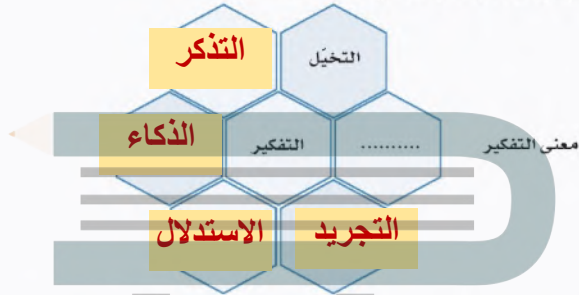 التخيّل التذكر
معنى التفكير .......... التفكير الذكاء
التجريد الاستدلال